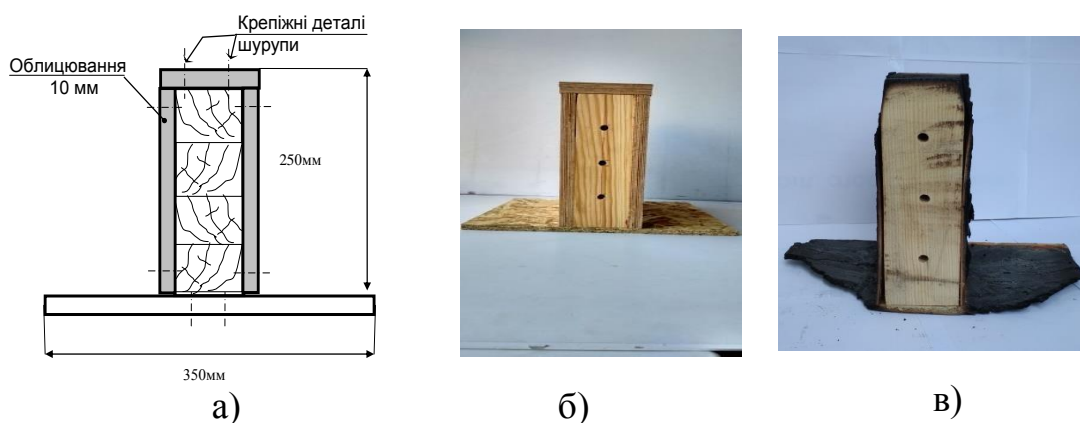 Крепіжні деталі
шурупи
Облицювання
10 мм
250мм
350мм
а)
б)
в)